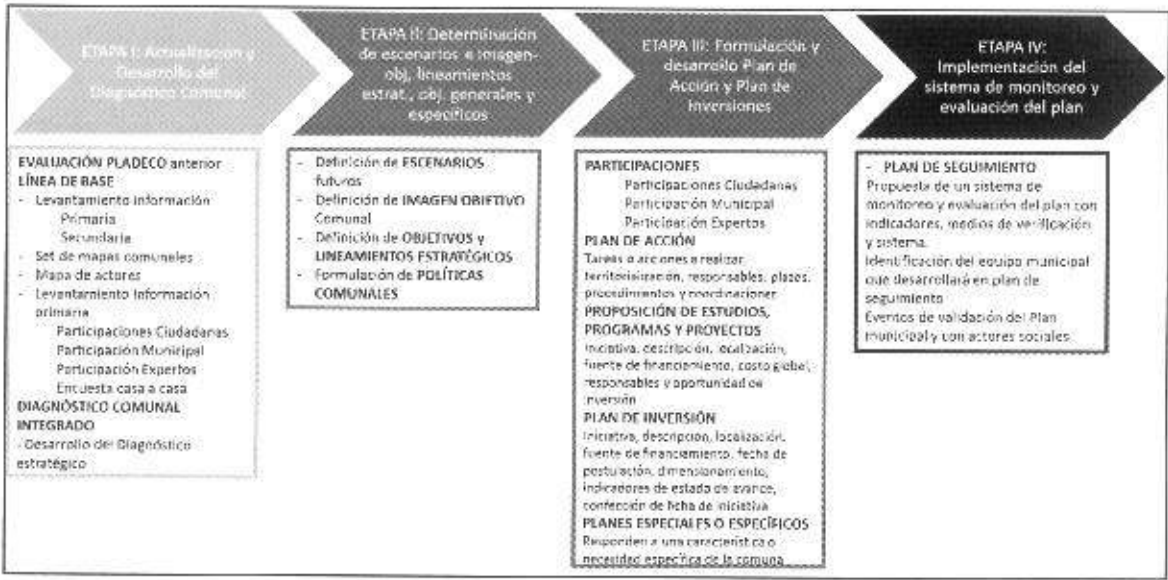 ETAPA I: Actualización y
Desarrollo del
Diagnóstico Comunal
EVALUACIÓN PLADECO anterior
LÍNEA DE BASE
- Levantamiento información
Primaria
Secundaria
- Set de mapas comunales
- Mapa de actores
- Levantamiento Información
primaria
Participaciones Ciudadanas
Participación Municipal
Participación Expertos
Encuesta casa a casa
DIAGNÓSTICO COMUNAL
INTEGRADO
- Desarrollo del Diagnóstico
estratégico
ETAPA II: Determinación
de escenarios e imagen-
obj, lineamientos
estrat., obj. generales y
específicos
- Definición de ESCENARIOS
futuros
- Definición de IMAGEN OBJETIVO
Comunal
- Definición de OBJETIVOS y
LINEAMIENTOS ESTRATÉGICOS
- Formulación de POLÍTICAS
COMUNALES
ETAPA III: Formulación y
desarrollo Plan de
Acción y Plan de
Inversiones
PARTICIPACIONES
Participaciones Ciudadanas
Participación Municipal
Participación Expertos
PLAN DE ACCIÓN
Tareas o acciones a realizar,
territorialización, responsables, plazos,
procedimientos y coordinaciones
PROPOSICIÓN DE ESTUDIOS,
PROGRAMAS Y PROYECTOS
Iniciativa, descripción, localización,
fuente de financiamiento, costo global,
responsables y oportunidad de
inversión
PLAN DE INVERSIÓN
Iniciativa, descripción, localización,
fuente de financiamiento, fecha de
postulación, dimensionamiento,
indicadores de estado de avance,
confección de ficha de iniciativa
PLANES ESPECIALES O ESPECÍFICOS
Responden a una característica o
necesidad específica de la comuna
ETAPA IV:
Implementación del
sistema de monitoreo y
evaluación del plan
- PLAN DE SEGUIMIENTO
Propuesta de un sistema de
monitoreo y evaluación del plan con
indicadores, medios de verificación
y sistema.
Identificación del equipo municipal
que desarrollará en plan de
seguimiento
Eventos de validación del Plan
municipal y con actores sociales